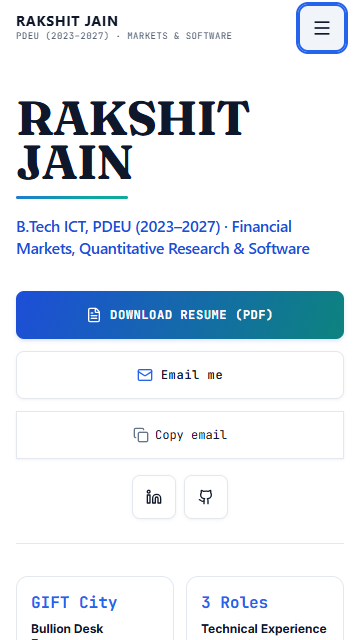 RAKSHIT JAIN
PDEU (2023–2027) · MARKETS & SOFTWARE
RAKSHIT
JAIN
B.Tech ICT, PDEU (2023–2027) · Financial
Markets, Quantitative Research & Software
DOWNLOAD RESUME (PDF)
Email me
Copy email
GIFT City
Bullion Desk
3 Roles
Technical Experience